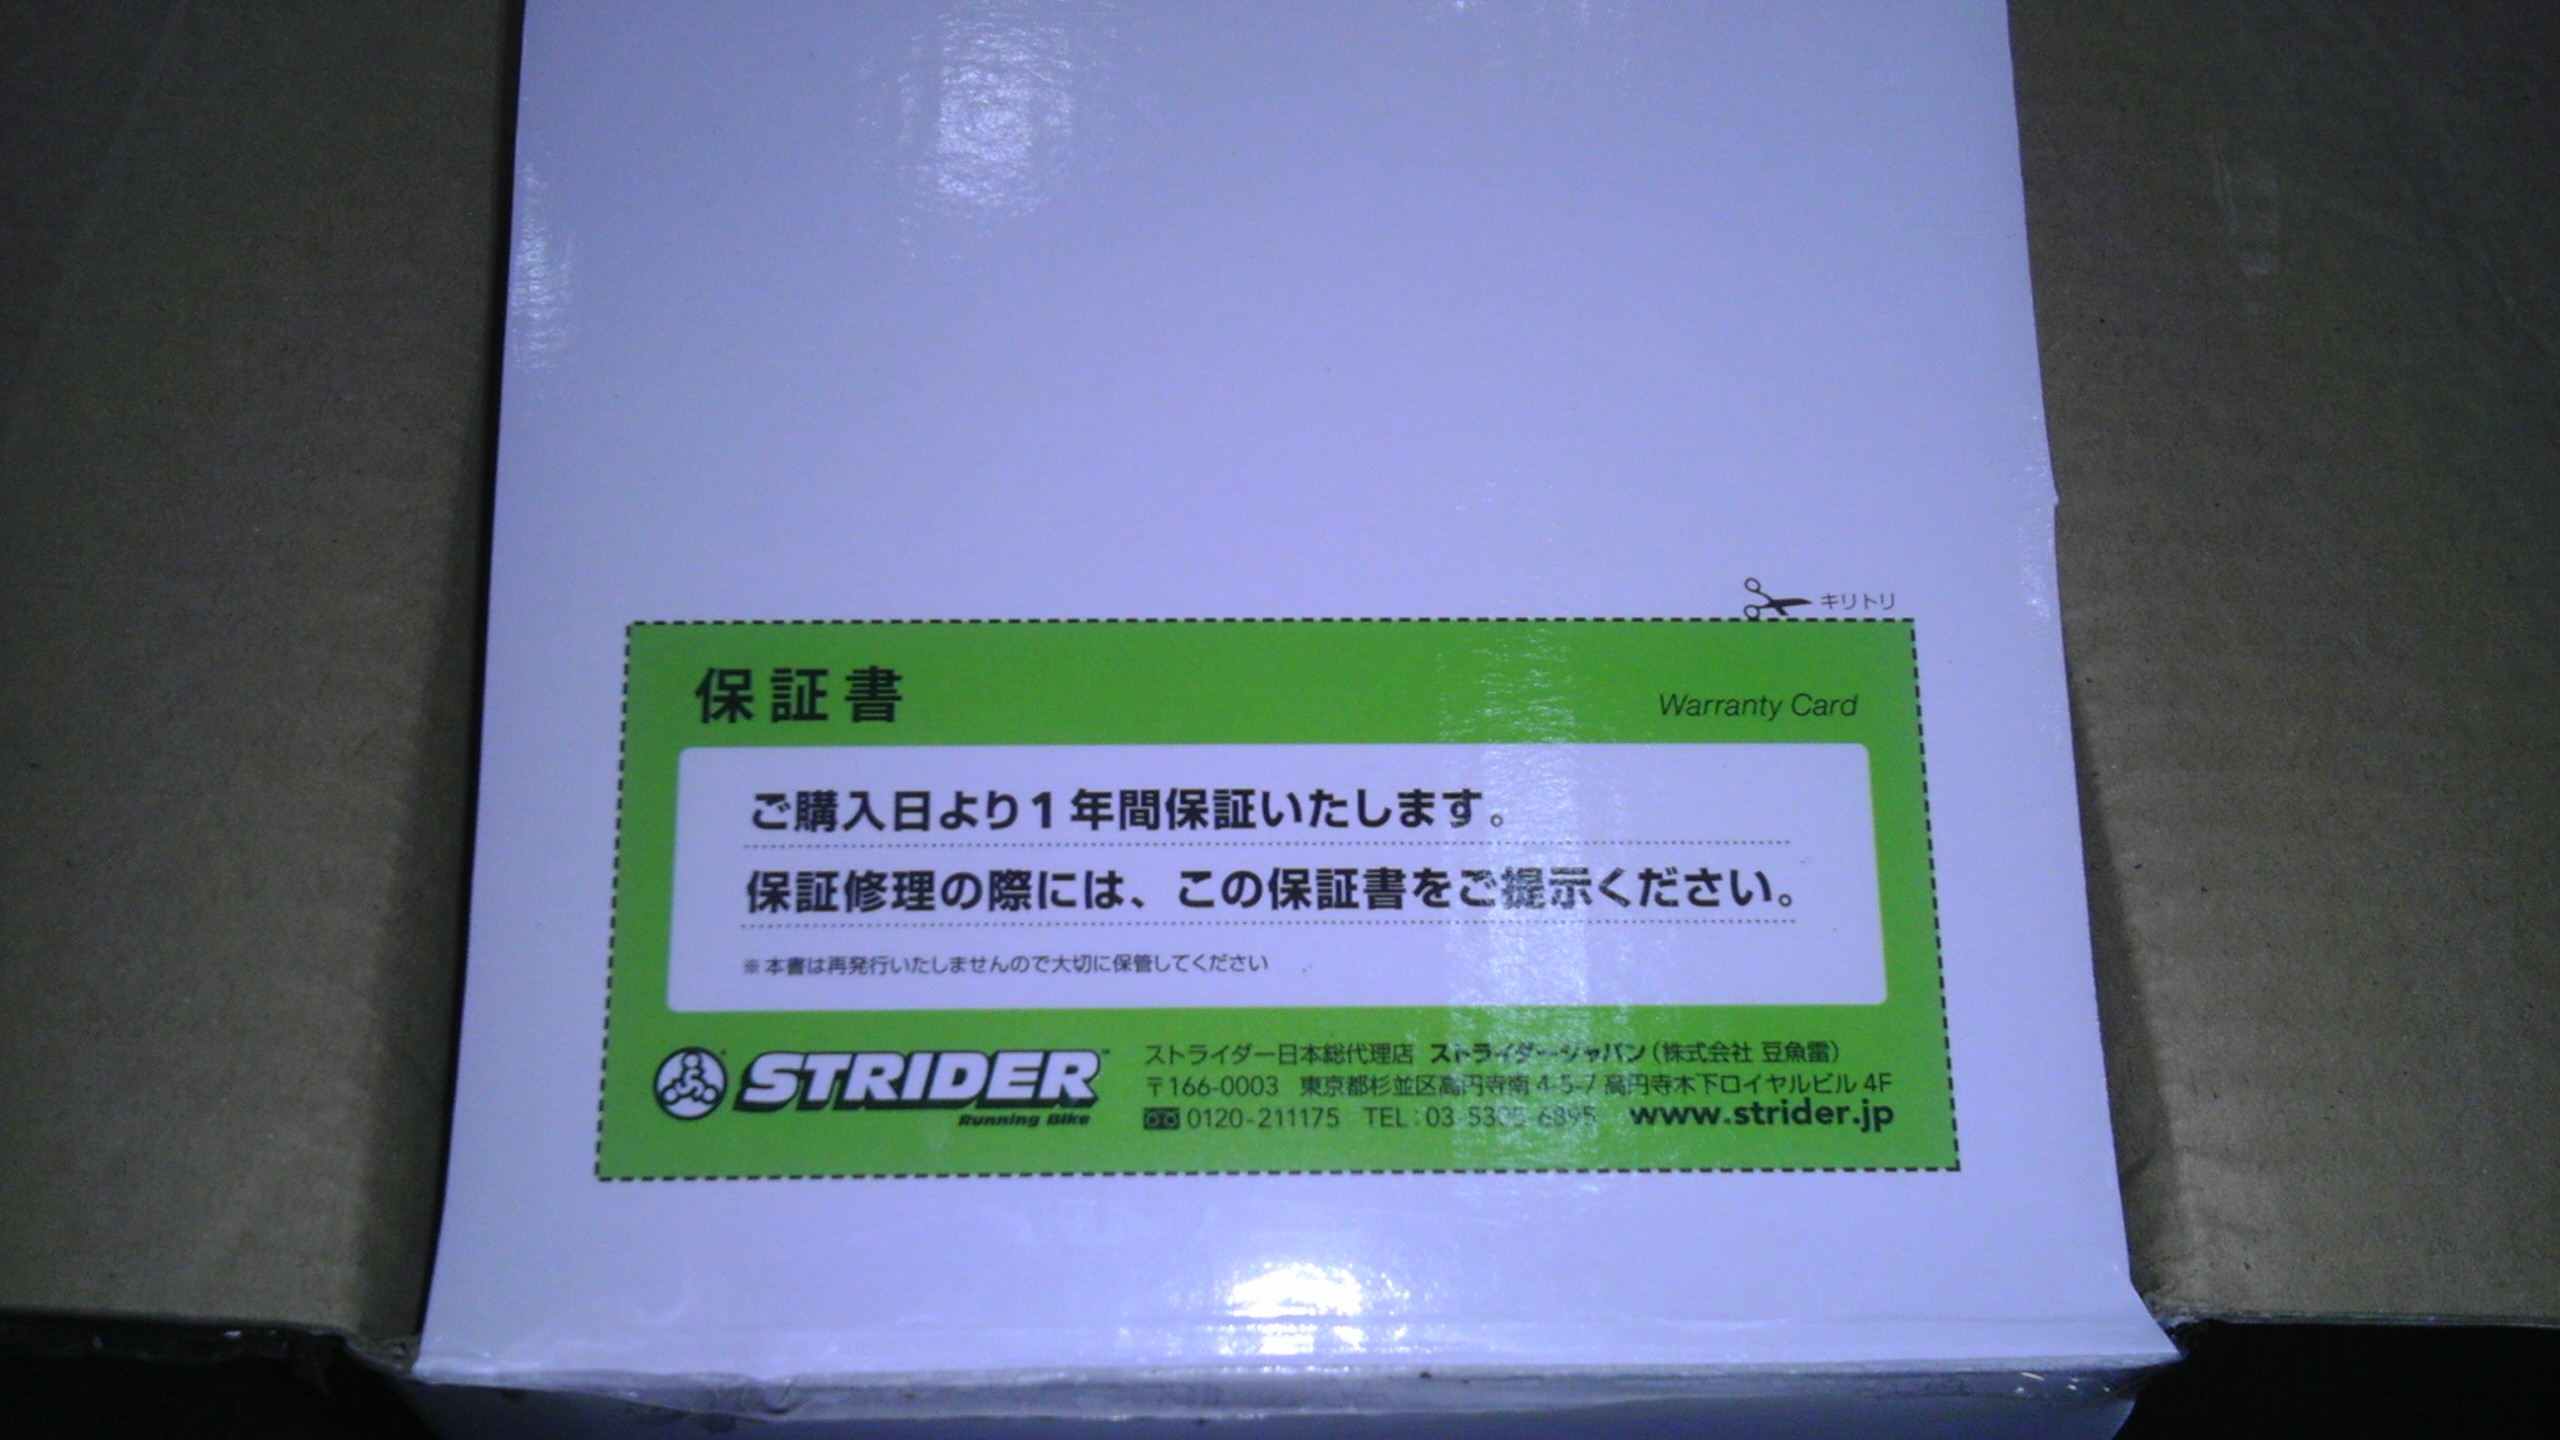 キリトリ
保証書
Warranty Card
ご購入日より1年間保証いたします。
保証修理の際には、この保証書をご提示ください。
※本書は再発行いたしませんので大切に保管してください
STRIDER
Running Bike
ストライダー日本総代理店 ストライダージャパン(株式会社 豆魚雷)
〒166-0003 東京都杉並区高円寺南 4-5-7 高円寺木下ロイヤルビル 4F
0120-211175 TEL:03-5305-6895 www.strider.jp